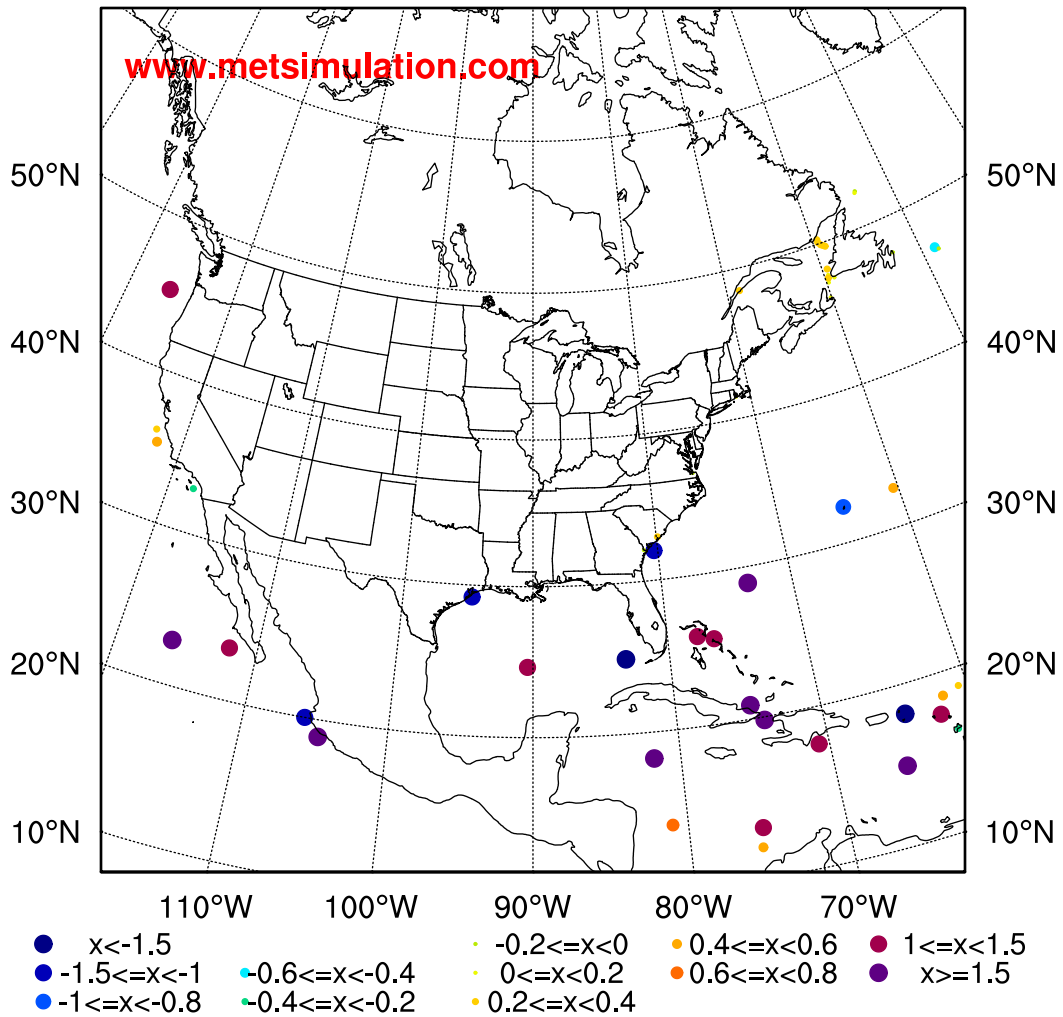 www.metsimulation.com
50°N 50°N
40°N 40°N
30°N 30°N
20°N 20°N
10°N 10°N
110°W 100°W 90°W 80°W 70°W
x<-1.5 -0.2<=x<0 0.4<=x<0.6 1<=x<1.5
-1.5<=x<-1 -0.6<=x<-0.4 0<=x<0.2 0.6<=x<0.8 x>=1.5
-1<=x<-0.8 -0.4<=x<-0.2 0.2<=x<0.4